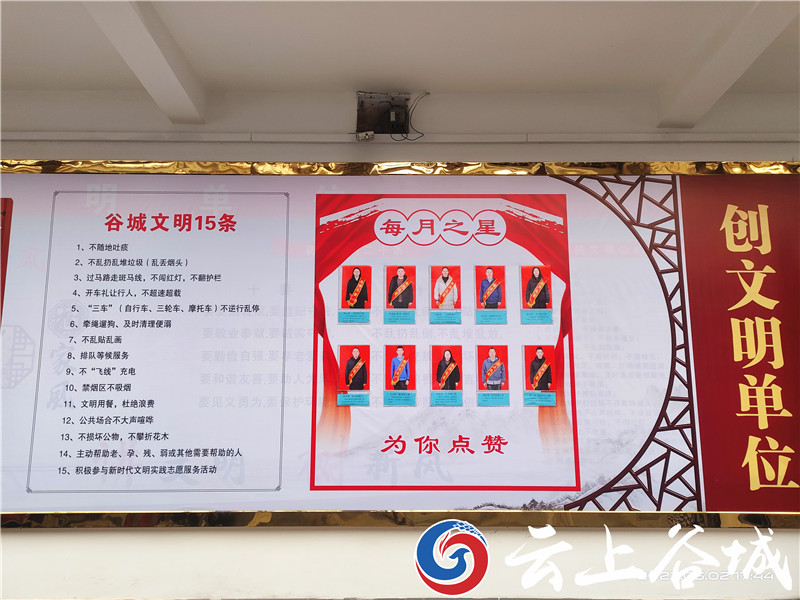 谷城文明15条
1、不随地吐痰
2、不乱扔乱堆垃圾（乱丢烟头）
3、过马路走斑马线，不闯红灯，不翻护栏
4、开车礼让行人，不超速超载
5、“三车”（自行车、三轮车、摩托车）不逆行乱停
6、牵绳遛狗、及时清理便溺
7、不乱贴乱画
8、排队等候服务
9、不“飞线”充电
10、禁烟区不吸烟
11、文明用餐，杜绝浪费
12、公共场合不大声喧哗
13、不损坏公物，不攀折花木
14、主动帮助老、孕、残、弱或其他需要帮助的人
15、积极参与新时代文明实践志愿服务活动
每月之星
为你点赞
创文明单位
云上谷城